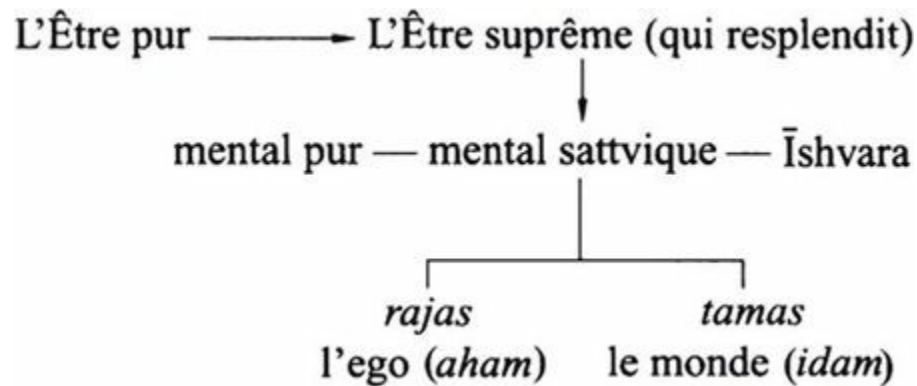 L'Être pur L'Être suprême (qui resplendit)
mental pur — mental sattvique — Īshvara
rajas tamas
l'ego (aham) le monde (idam)